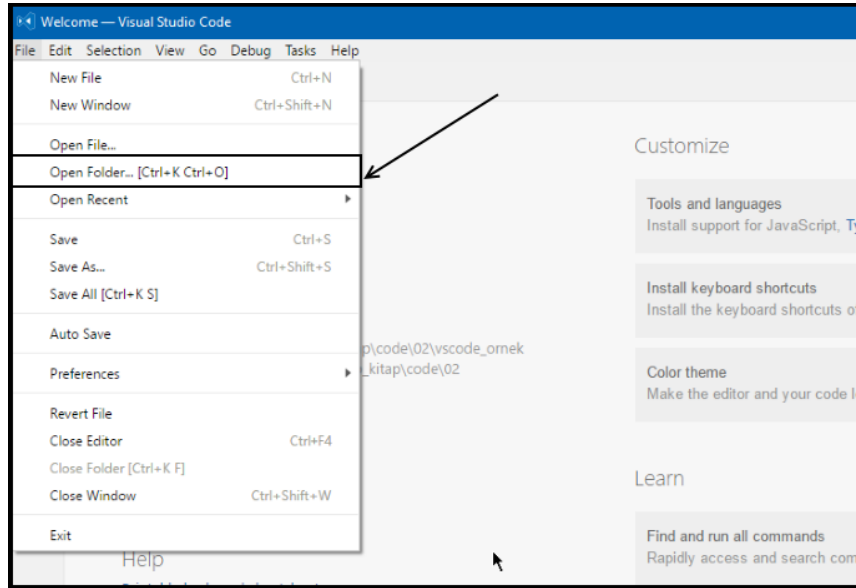 Welcome — Visual Studio Code
File Edit Selection View Go Debug Tasks Help
New File Ctrl+N
New Window Ctrl+Shift+N
Open File...
Open Folder... [Ctrl+K Ctrl+O]
Open Recent
Save Ctrl+S
Save As... Ctrl+Shift+S
Save All [Ctrl+K S]
Auto Save
Preferences
Revert File
Close Editor Ctrl+F4
Close Folder [Ctrl+K F]
Close Window Ctrl+Shift+W
Exit
p\code\02\vscode_ornek
_kitap\code\02
Help
Customize
Tools and languages
Install support for JavaScript,
Install keyboard shortcuts
Install the keyboard shortcuts
Color theme
Make the editor and your code
Learn
Find and run all commands
Rapidly access and search